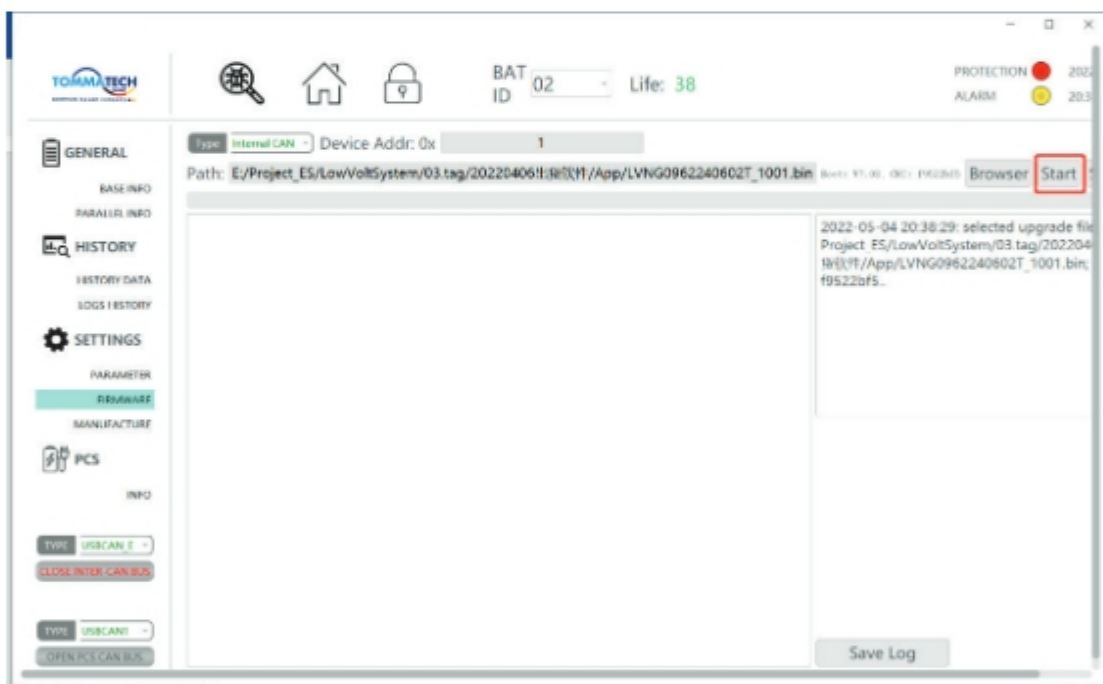 TOMMATECH
BAT ID 02 Life: 38
PROTECTION 2022
ALARM 20:3
GENERAL
BASE INFO
PARALLEL INFO
HISTORY
HISTORY DATA
LOGS HISTORY
SETTINGS
PARAMETER
FIRMWARE
MANUFACTURE
PCS
INFO
TYPE USBCAN_E
CLOSE INTER-CAN BUS
TYPE USBCAN1
OPEN PCS CAN BUS
Type Internal CAN Device Addr: 0x 1
Path: E:/Project_ES/LowVoltSystem/03.tag/20220406 /App/LVNG0962240602T_1001.bin Browser Start
2022-05-04 20:38:29: selected upgrade file
Project_ES/LowVoltSystem/03.tag/202204
/App/LVNG0962240602T_1001.bin;
f9522bf5..
Save Log